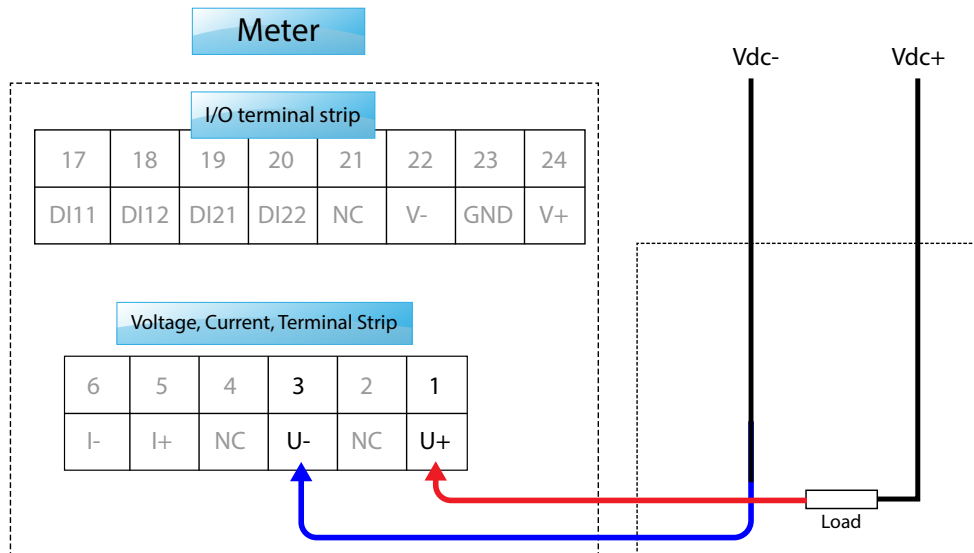 Meter
Vdc- Vdc+
I/O terminal strip
17 18 19 20 21 22 23 24
DI11 DI12 DI21 DI22 NC V- GND V+
Voltage, Current, Terminal Strip
6 5 4 3 2 1
I- I+ NC U- NC U+
Load